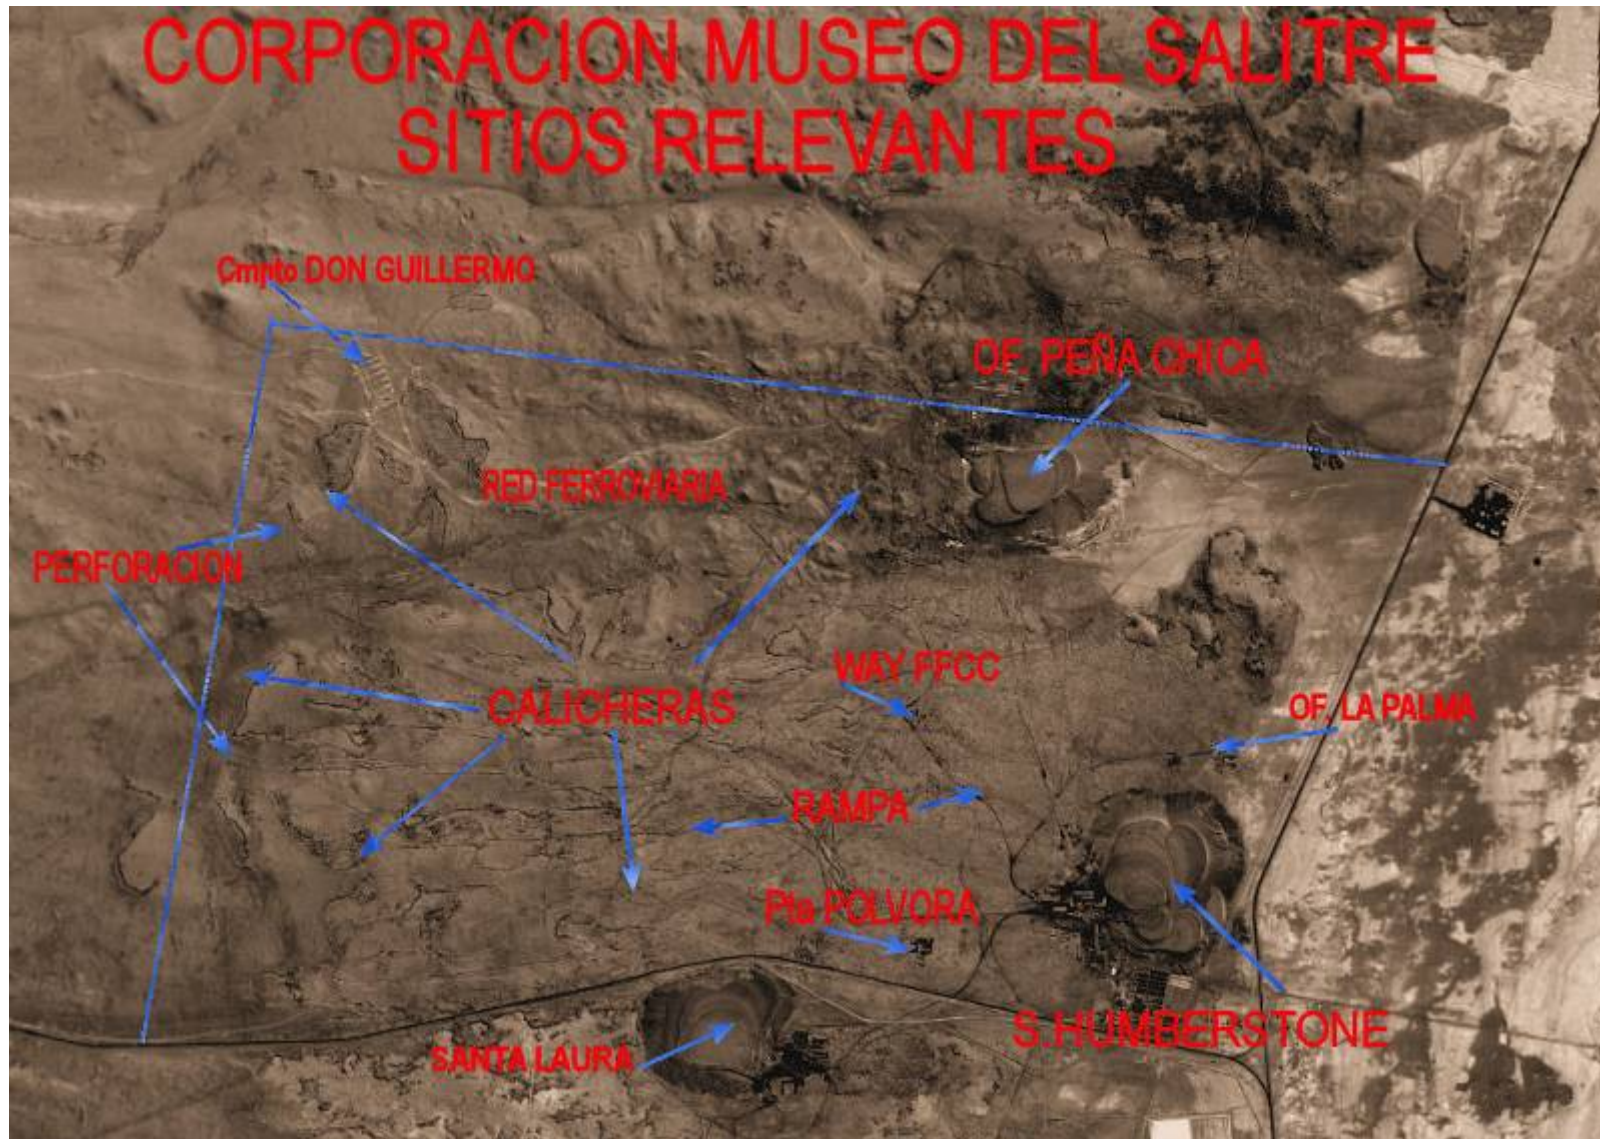 CORPORACION MUSEO DEL SALITRE
SITIOS RELEVANTES
Cmpto DON GUILLERMO
OF. PEÑA CHICA
RED FERROVIARIA
PERFORACION
WAY FFCC
CALICHERAS
OF. LA PALMA
RAMPA
Pta POLVORA
S.HUMBERSTONE
SANTA LAURA